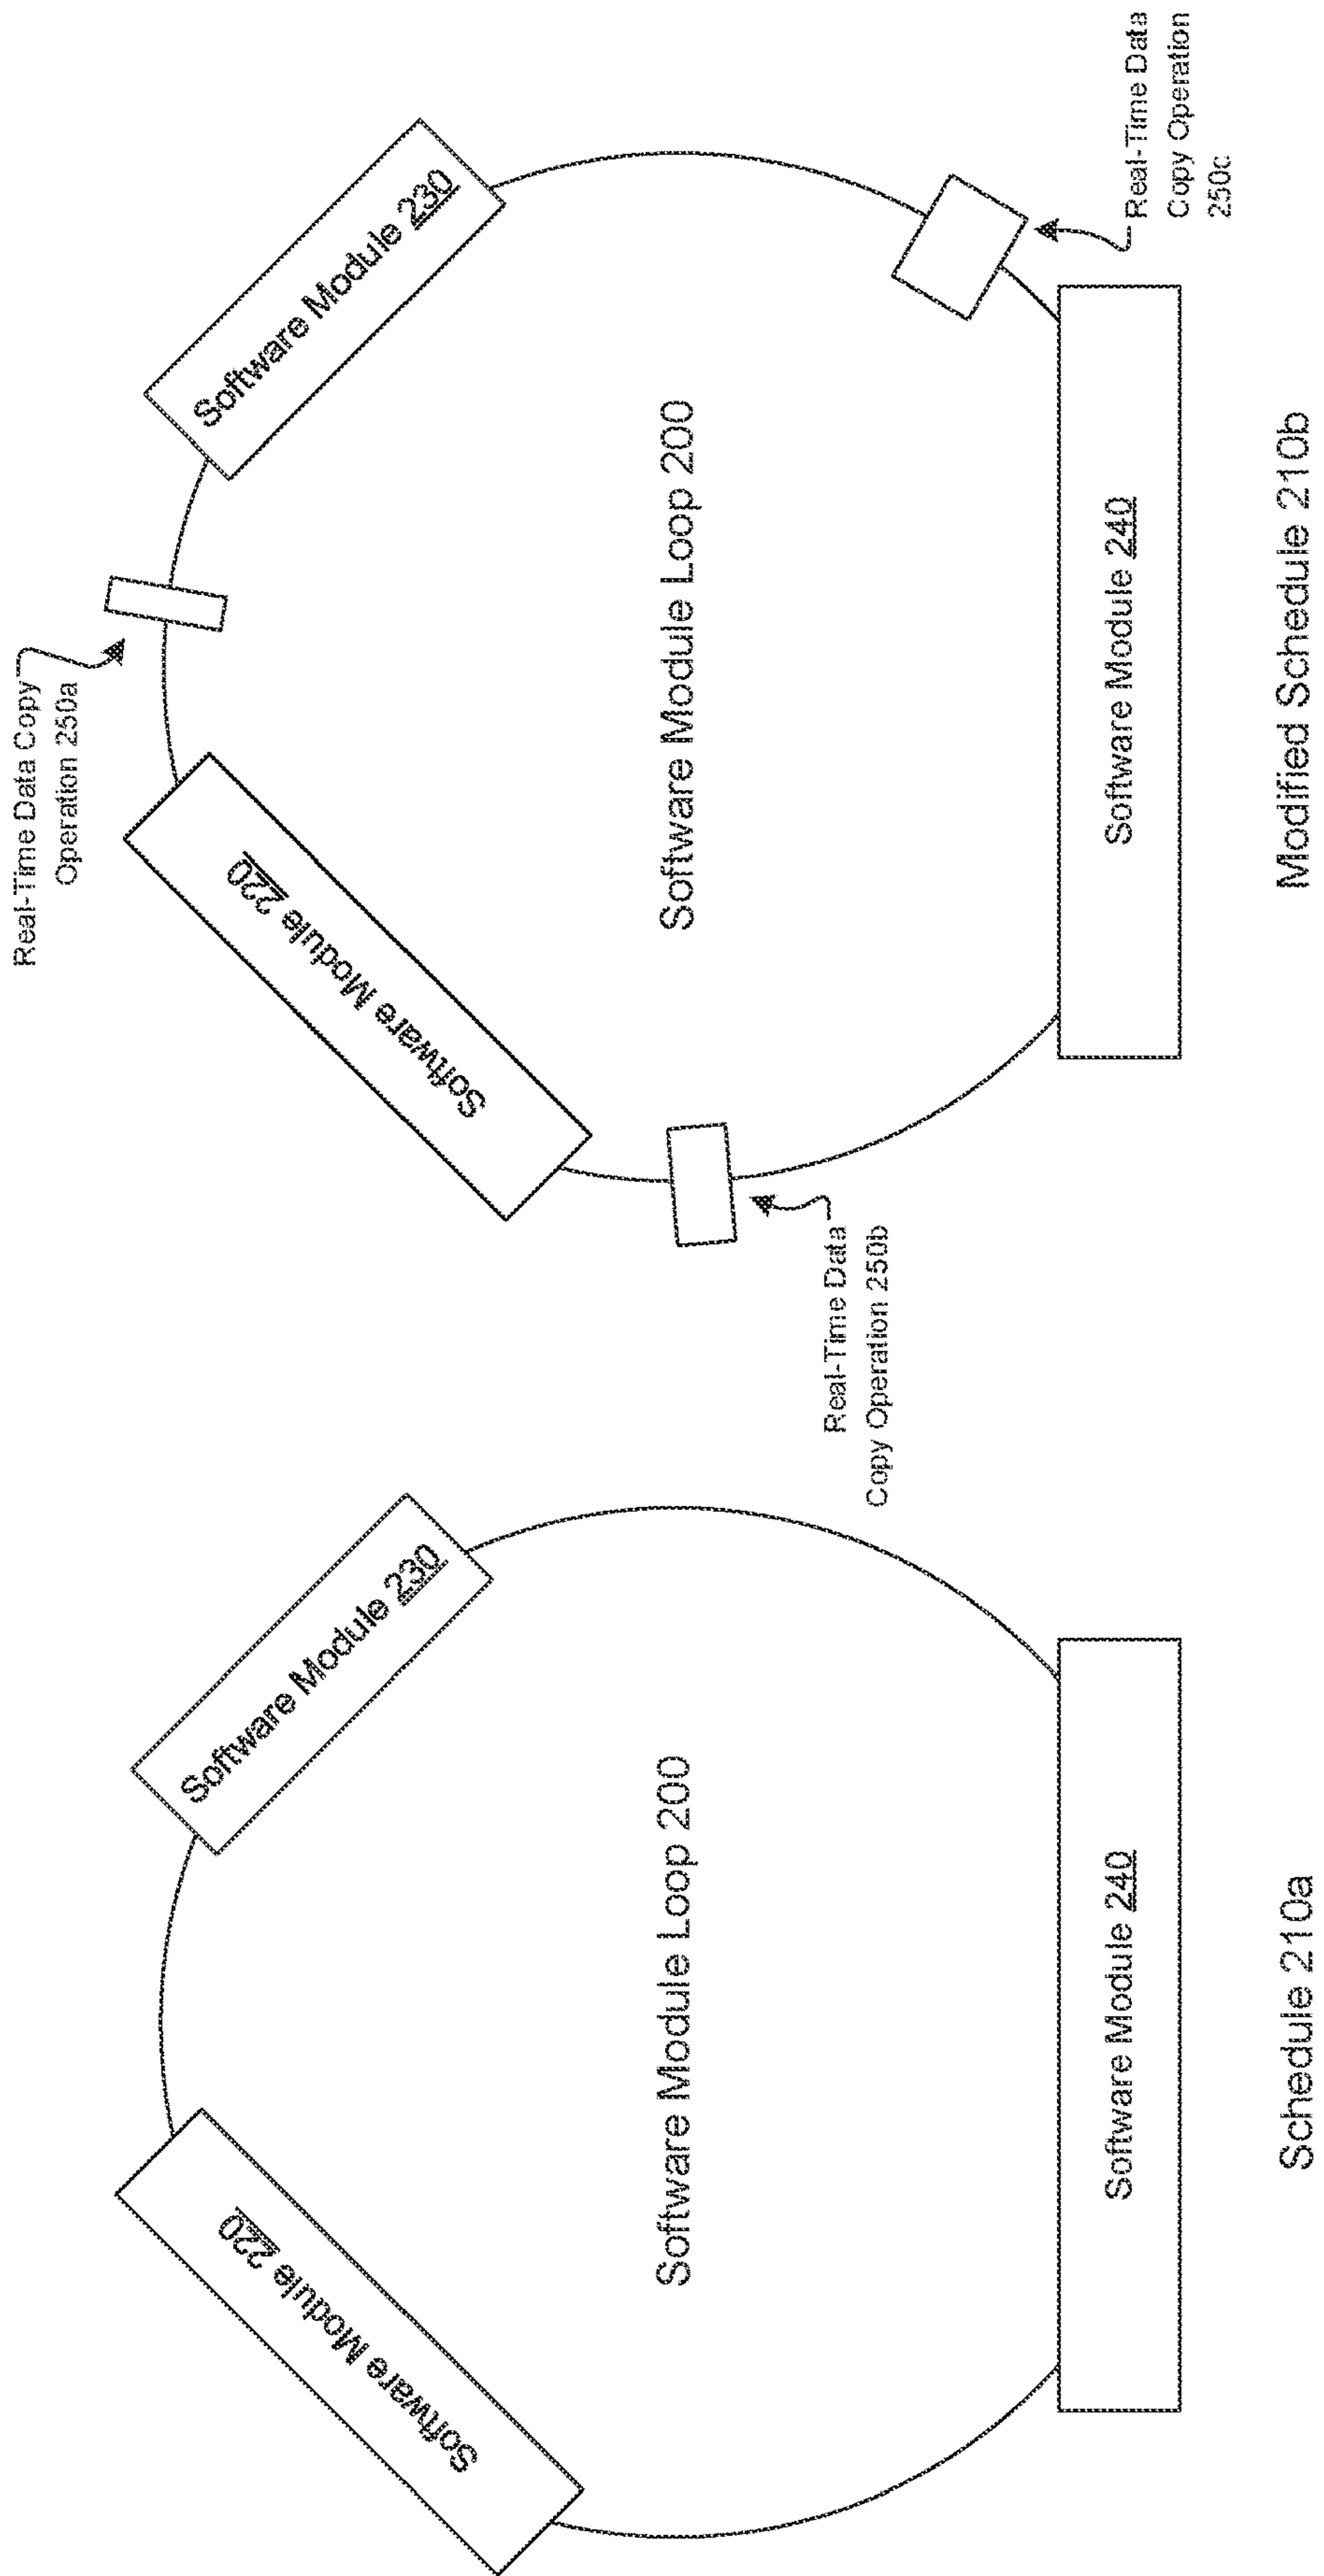 Software Module 220
Software Module 230
Software Module Loop 200
Software Module 240
Schedule 210a
Real-Time Data Copy
Operation 250a
Software Module 220
Software Module 230
Software Module Loop 200
Real-Time Data
Copy Operation 250b
Real-Time Data
Copy Operation
250c
Software Module 240
Modified Schedule 210b